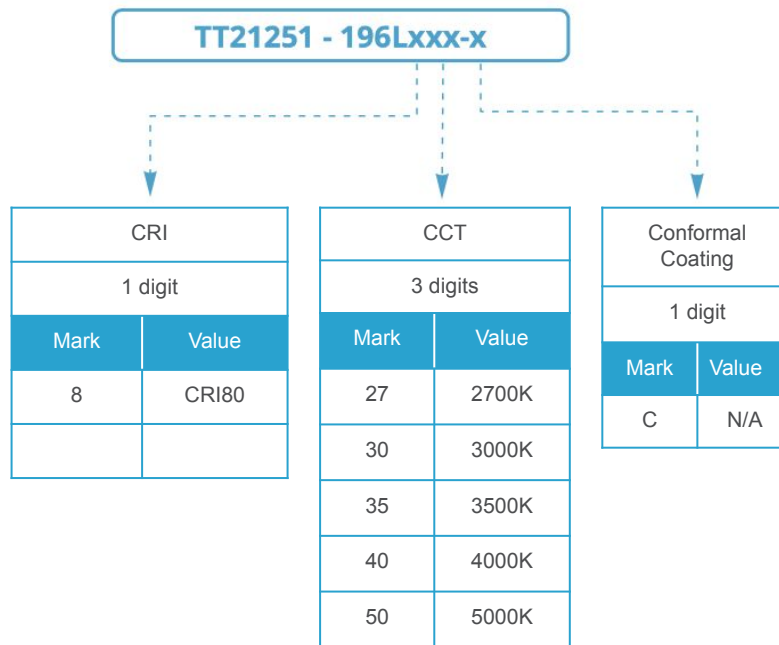 TT21251 - 196Lxxx-x
CRI
1 digit
Mark Value
8 CRI80
CCT
3 digits
Mark Value
27 2700K
30 3000K
35 3500K
40 4000K
50 5000K
Conformal
Coating
1 digit
Mark Value
C N/A